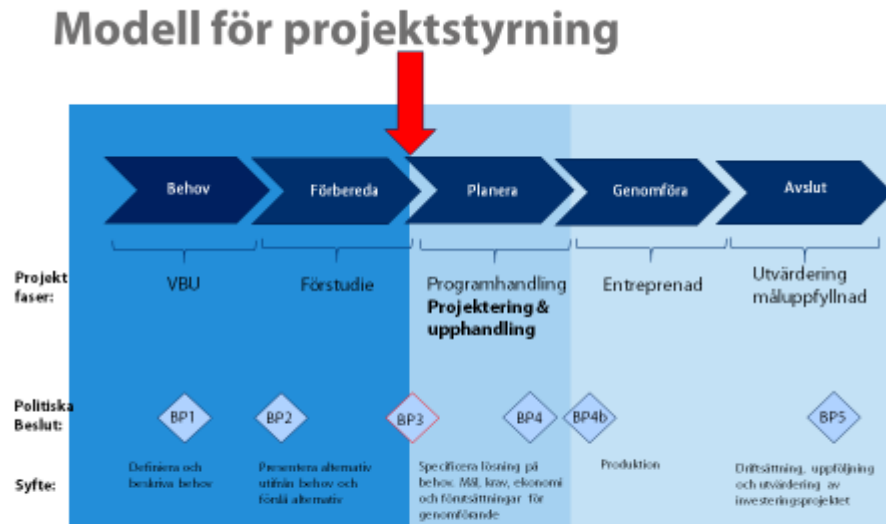 Modell för projektstyrning
Behov
Förbereda
Planera
Genomföra
Avslut
Projekt
faser:
VBU
Förstudie
Programhandling
Projektering &
upphandling
Entreprenad
Utvärdering
måluppfyllnad
Politiska
Beslut:
BP1
BP2
BP3
BP4
BP4b
BP5
Syfte:
Definiera och
beskriva behov
Presentera alternativ
utifrån behov och
förslå alternativ
Specificera lösning på
behov. Mål, krav, ekonomi
och förutsättningar för
genomförande
Produktion
Driftsättning, uppföljning
och utvärdering av
investeringsprojektet